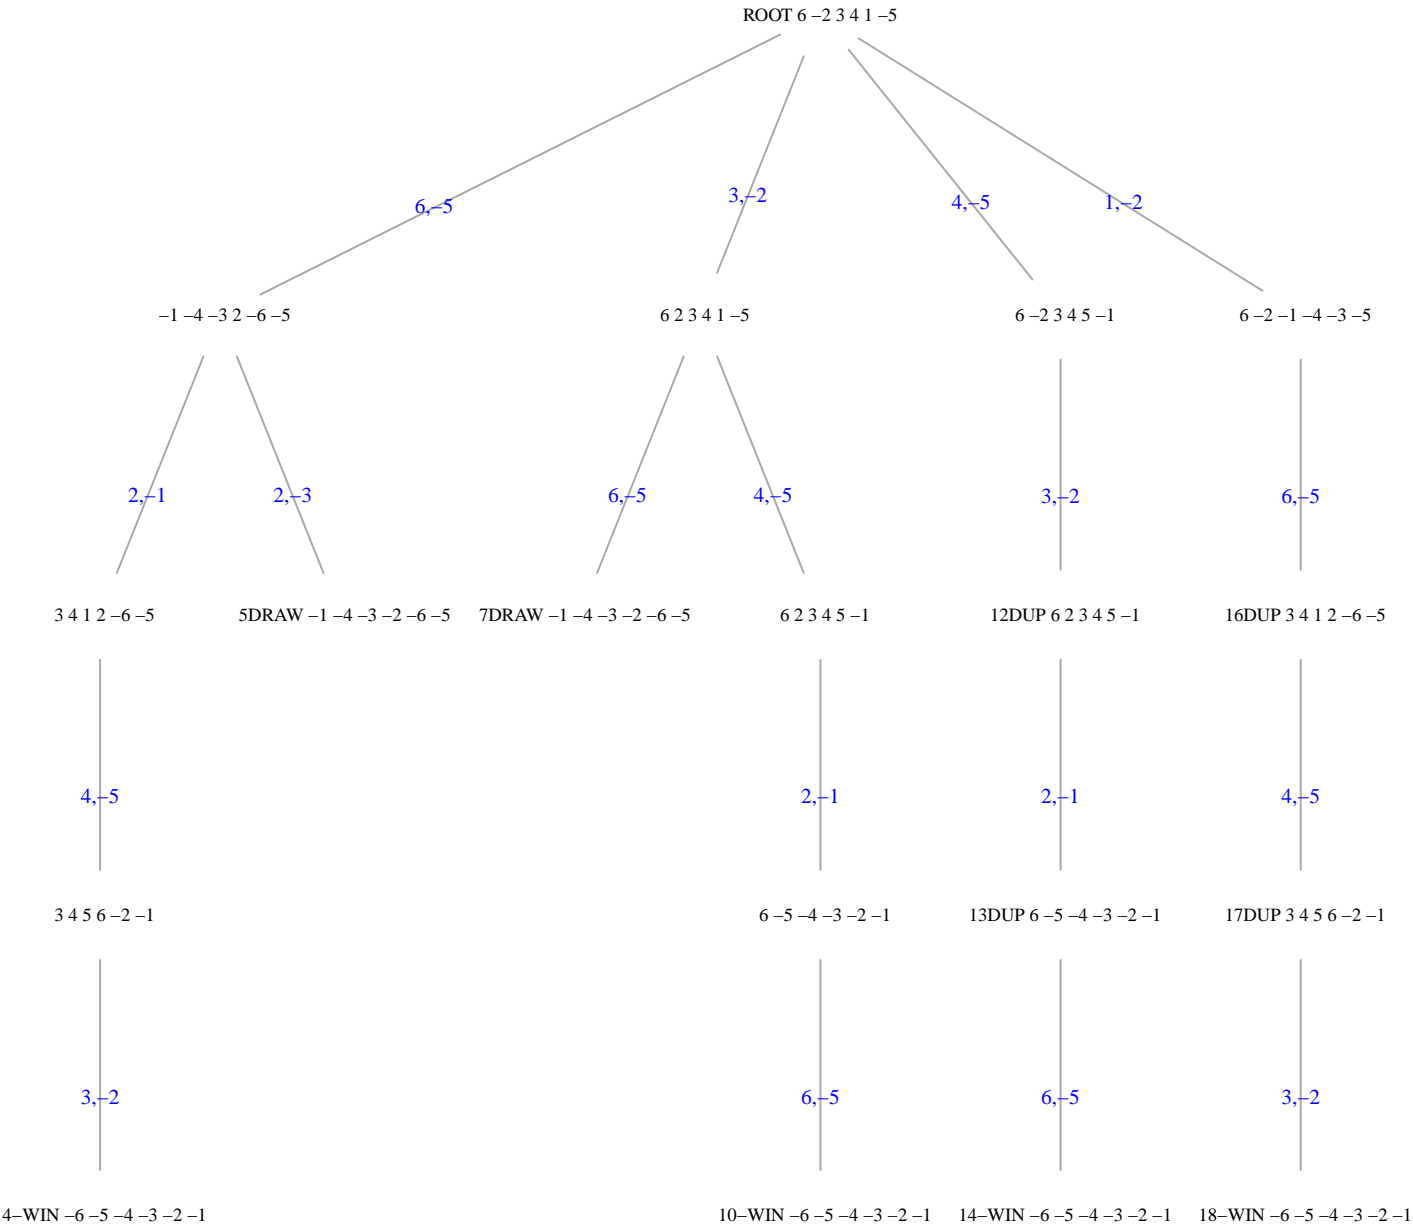 ROOT 6 –2 3 4 1 –5
6,–5
3,–2
4,–5
1,–2
–1 –4 –3 2 –6 –5
6 2 3 4 1 –5
6 –2 3 4 5 –1
6 –2 –1 –4 –3 –5
2,–1
2,–3
6,–5
4,–5
3,–2
6,–5
3 4 1 2 –6 –5
5DRAW –1 –4 –3 –2 –6 –5
7DRAW –1 –4 –3 –2 –6 –5
6 2 3 4 5 –1
12DUP 6 2 3 4 5 –1
16DUP 3 4 1 2 –6 –5
4,–5
2,–1
2,–1
4,–5
3 4 5 6 –2 –1
6 –5 –4 –3 –2 –1
13DUP 6 –5 –4 –3 –2 –1
17DUP 3 4 5 6 –2 –1
3,–2
6,–5
6,–5
3,–2
4–WIN –6 –5 –4 –3 –2 –1
10–WIN –6 –5 –4 –3 –2 –1
14–WIN –6 –5 –4 –3 –2 –1
18–WIN –6 –5 –4 –3 –2 –1